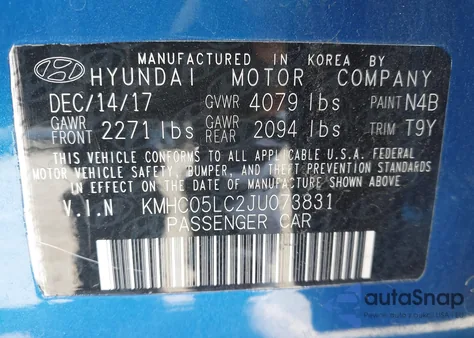 MANUFACTURED IN KOREA BY
HYUNDAI MOTOR COMPANY
DEC/14/17 GVWR 4079 lbs PAINT N4B
GAWR FRONT 2271 lbs GAWR REAR 2094 lbs TRIM T9Y
THIS VEHICLE CONFORMS TO ALL APPLICABLE U.S.A. FEDERAL
MOTOR VEHICLE SAFETY, BUMPER, AND THEFT PREVENTION STANDARDS
IN EFFECT ON THE DATE OF MANUFACTURE SHOWN ABOVE.
V.I.N KMHC05LC2JU073831
PASSENGER CAR
autoSnap